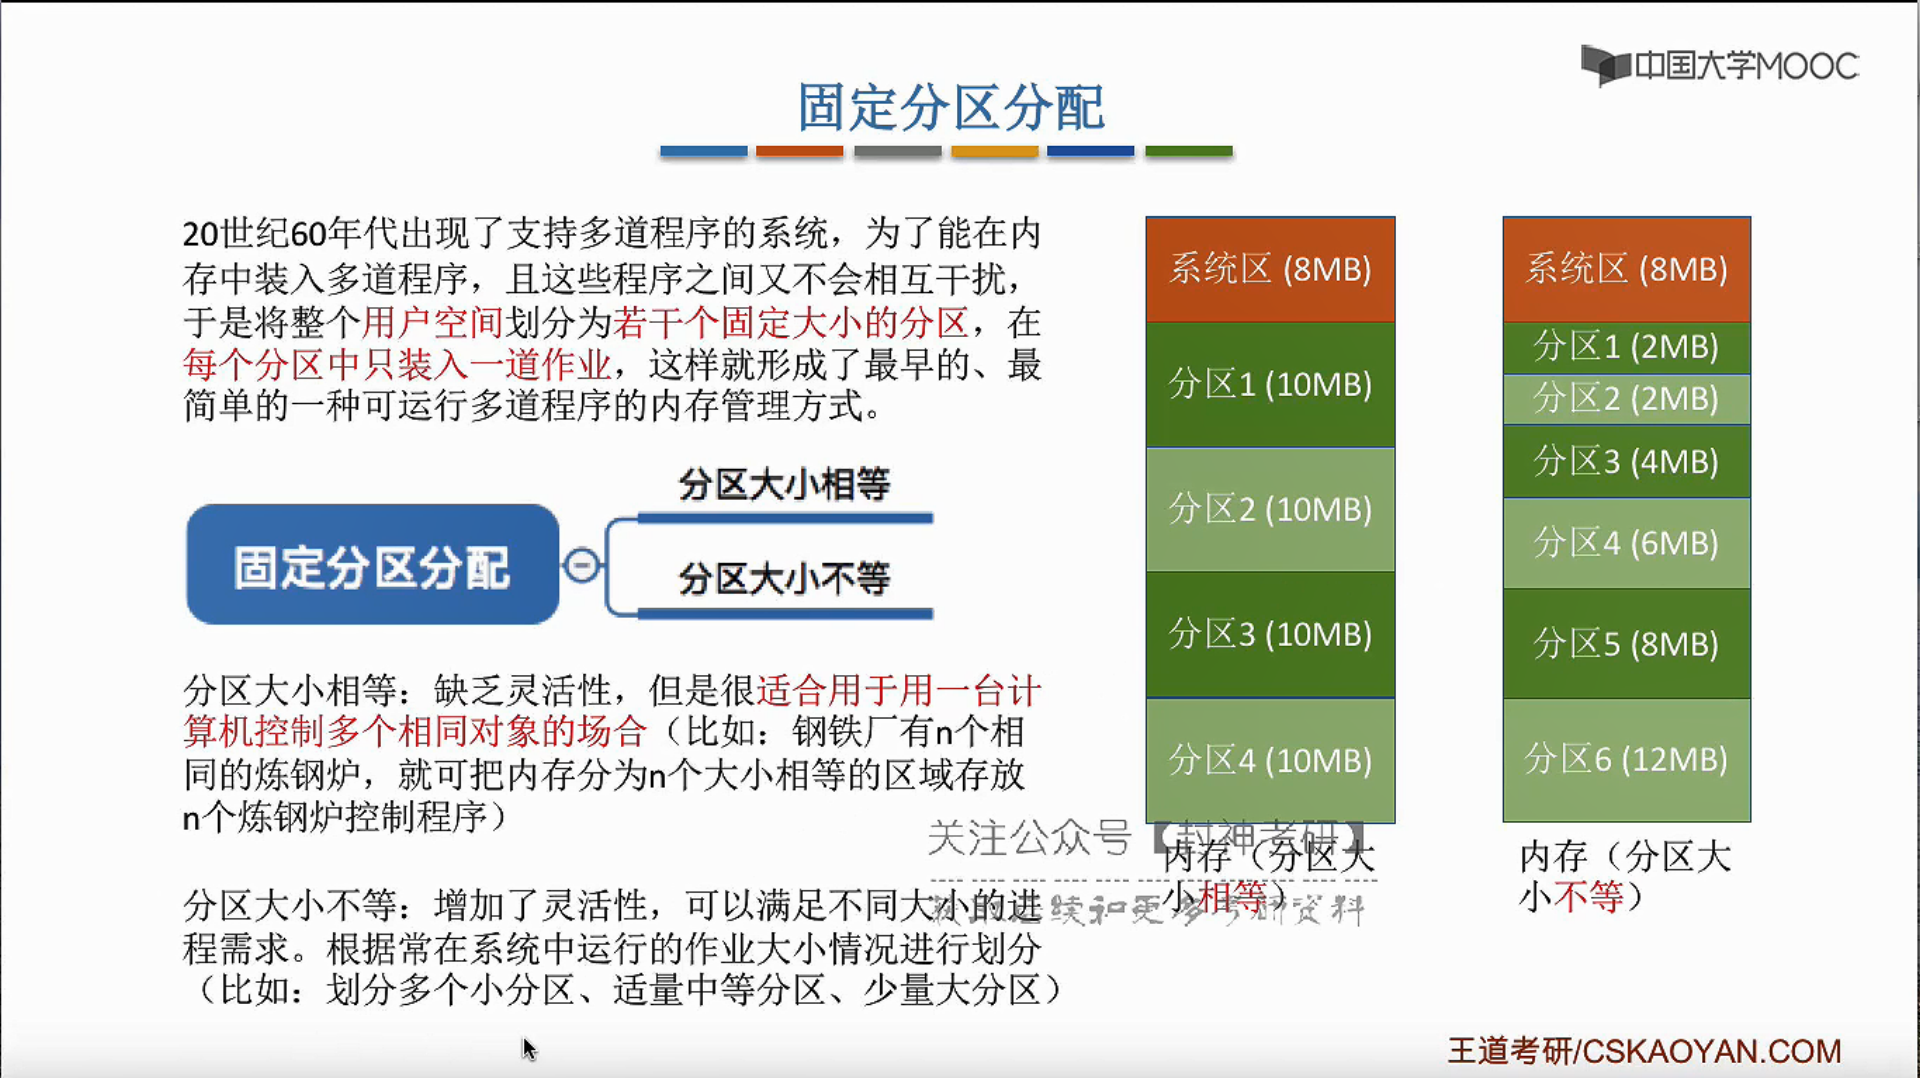 中国大学MOOC
固定分区分配
20世纪60年代出现了支持多道程序的系统，为了能在内
存中装入多道程序，且这些程序之间又不会相互干扰，
于是将整个用户空间划分为若干个固定大小的分区，在
每个分区中只装入一道作业，这样就形成了最早的、最
简单的一种可运行多道程序的内存管理方式。
分区大小相等
固定分区分配
分区大小不等
分区大小相等：缺乏灵活性，但是很适合用于用一台计
算机控制多个相同对象的场合（比如：钢铁厂有n个相
同的炼钢炉，就可把内存分为n个大小相等的区域存放
n个炼钢炉控制程序）
分区大小不等：增加了灵活性，可以满足不同大小的进
程需求。根据常在系统中运行的作业大小情况进行划分
（比如：划分多个小分区、适量中等分区、少量大分区）
系统区 (8MB)
分区1 (10MB)
分区2 (10MB)
分区3 (10MB)
分区4 (10MB)
内存（分区大
小相等）
系统区 (8MB)
分区1 (2MB)
分区2 (2MB)
分区3 (4MB)
分区4 (6MB)
分区5 (8MB)
分区6 (12MB)
内存（分区大
小不等）
关注公众号【封神考研】
获取后续和更多考研资料
王道考研/CSKAOYAN.COM